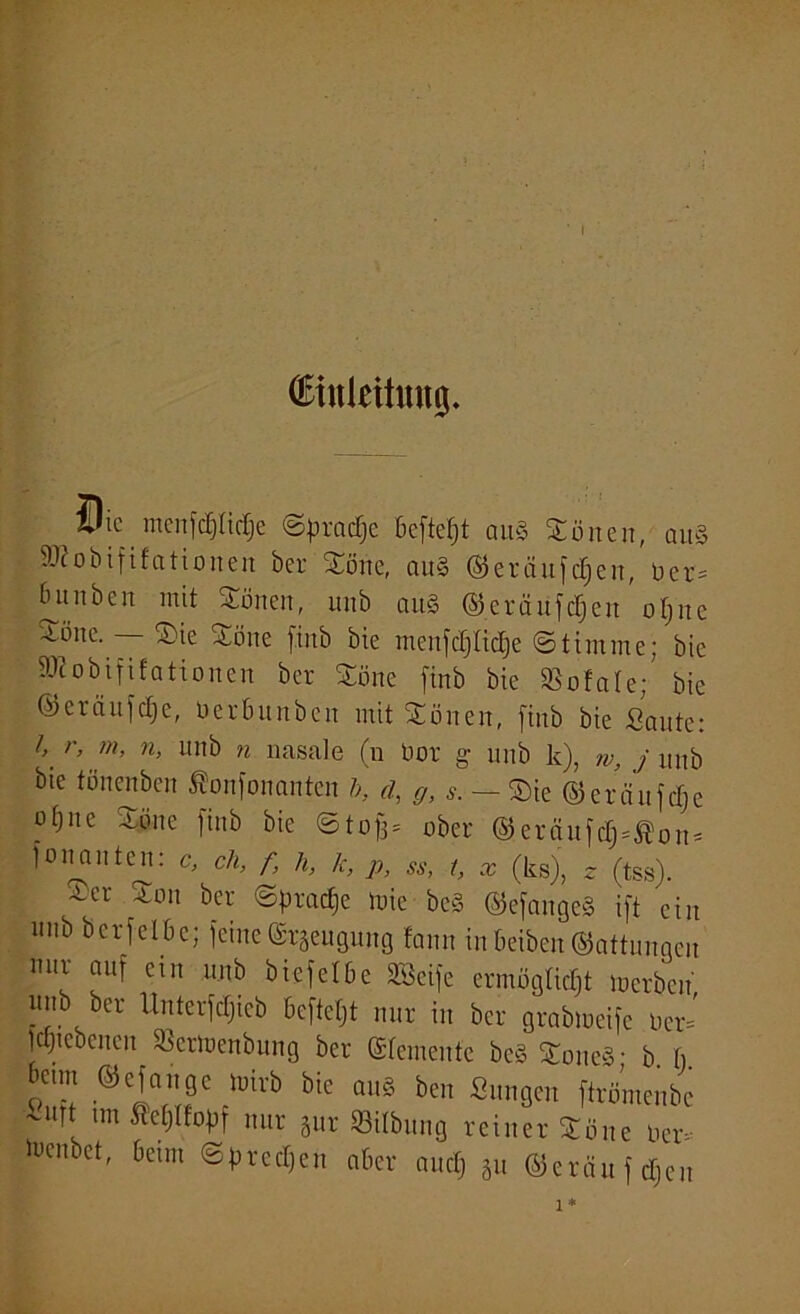 Einleitung.
Die menschliche Sprache besteht aus Tönen, aus
Modifikationen der Töne, aus Geräuschen, ver=
bunden mit Tönen, und aus Geräuschen ohne
Töne. — Die Töne sind die menschliche Stimme; die
Modifikationen der Töne sind die Vokale; die
Geräusche, verbunden mit Tönen, sind die Laute:
l, r, m, n, und n nasale (n vor g und k), w, j und
die tönenden Konsonanten b, d, g, s. — Die Geräusche
ohne Töne sind die Stoß= oder Geräusch=Kon=
sonanten: c, ch, f, h, k, p, ss, t, x (ks), z (tss).
Der Ton der Sprache wie des Gesanges ist ein
und derselbe; seine Erzeugung kann in beiden Gattungen
nur auf ein und dieselbe Weise ermöglicht werden,
und der Unterschied besteht nur in der gradweise ver=
schiedenen Verwendung der Elemente des Tones; d. h.
beim Gesange wird die aus den Lungen strömende
Luft im Kehlkopf nur zur Bildung reiner Töne ver=
wendet, beim Sprechen aber auch zu Geräuschen
1*